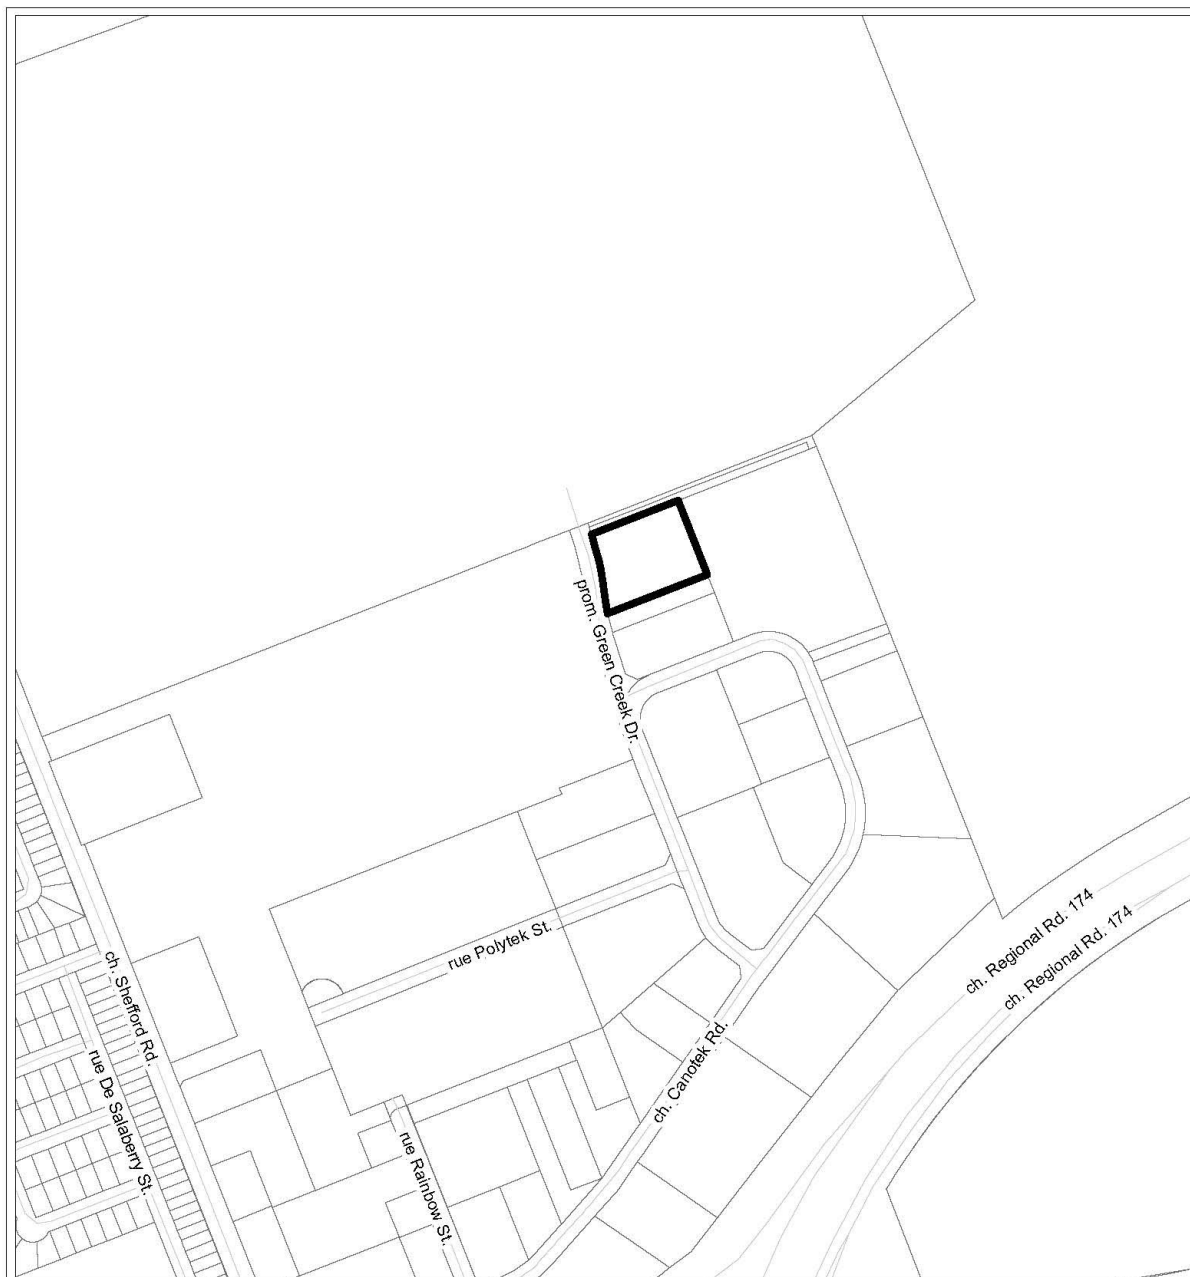 prom. Green Creek Dr.
ch. Regional Rd. 174
ch. Regional Rd. 174
rue Polytek St.
ch. Shefford Rd.
ch. Canotek Rd.
rue De Salaberry St.
rue Rainbow St.